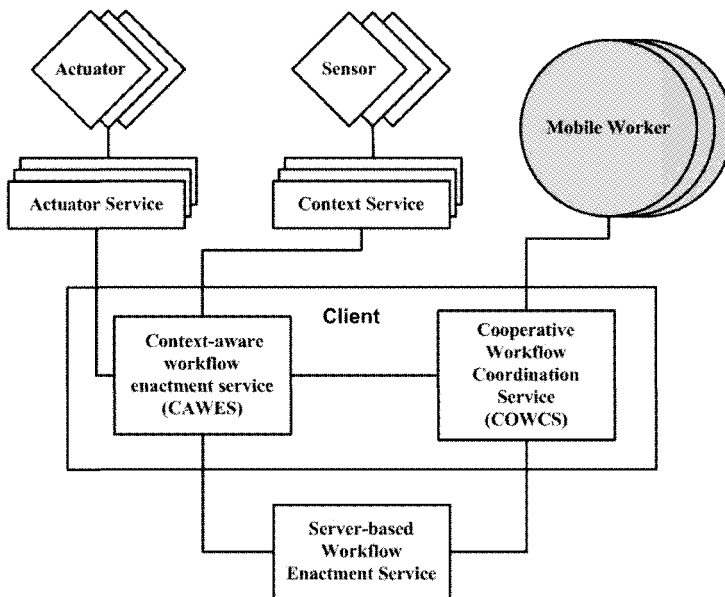 Actuator
Sensor
Mobile Worker
Actuator Service
Context Service
Client
Context-aware
workflow
enactment service
(CAWES)
Cooperative
Workflow
Coordination
Service
(COWCS)
Server-based
Workflow
Enactment Service